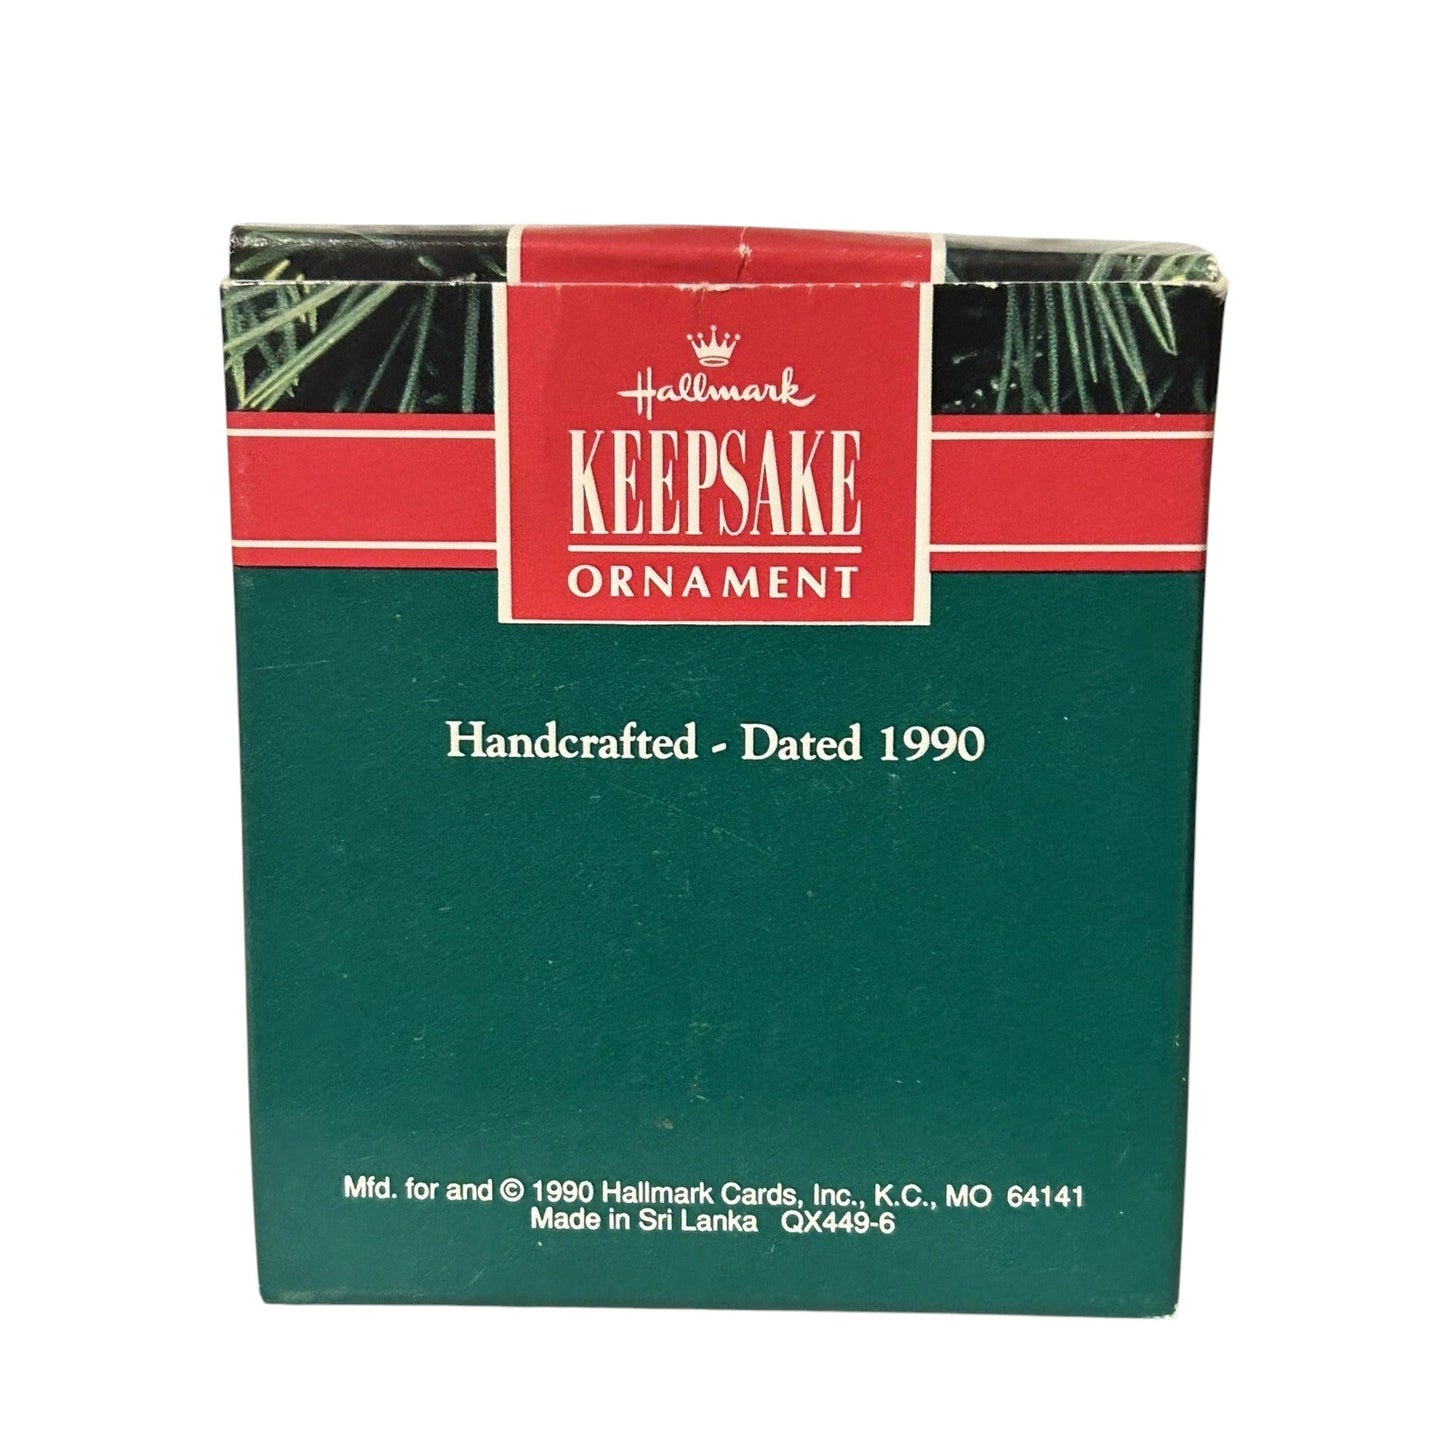 Hallmark
KEEPSAKE
ORNAMENT
Handcrafted - Dated 1990
Mfd. for and © 1990 Hallmark Cards, Inc., K.C., MO 64141
Made in Sri Lanka QX449-6